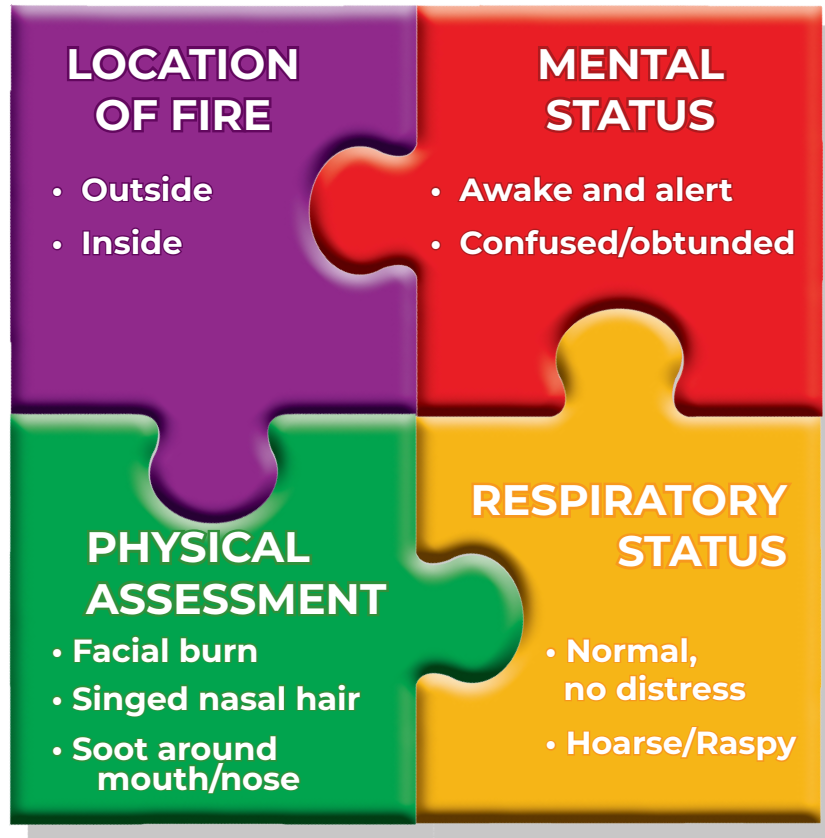 LOCATION
OF FIRE
• Outside
• Inside
MENTAL
STATUS
• Awake and alert
• Confused/obtunded
PHYSICAL
ASSESSMENT
• Facial burn
• Singed nasal hair
• Soot around
mouth/nose
RESPIRATORY
STATUS
• Normal,
no distress
• Hoarse/Raspy